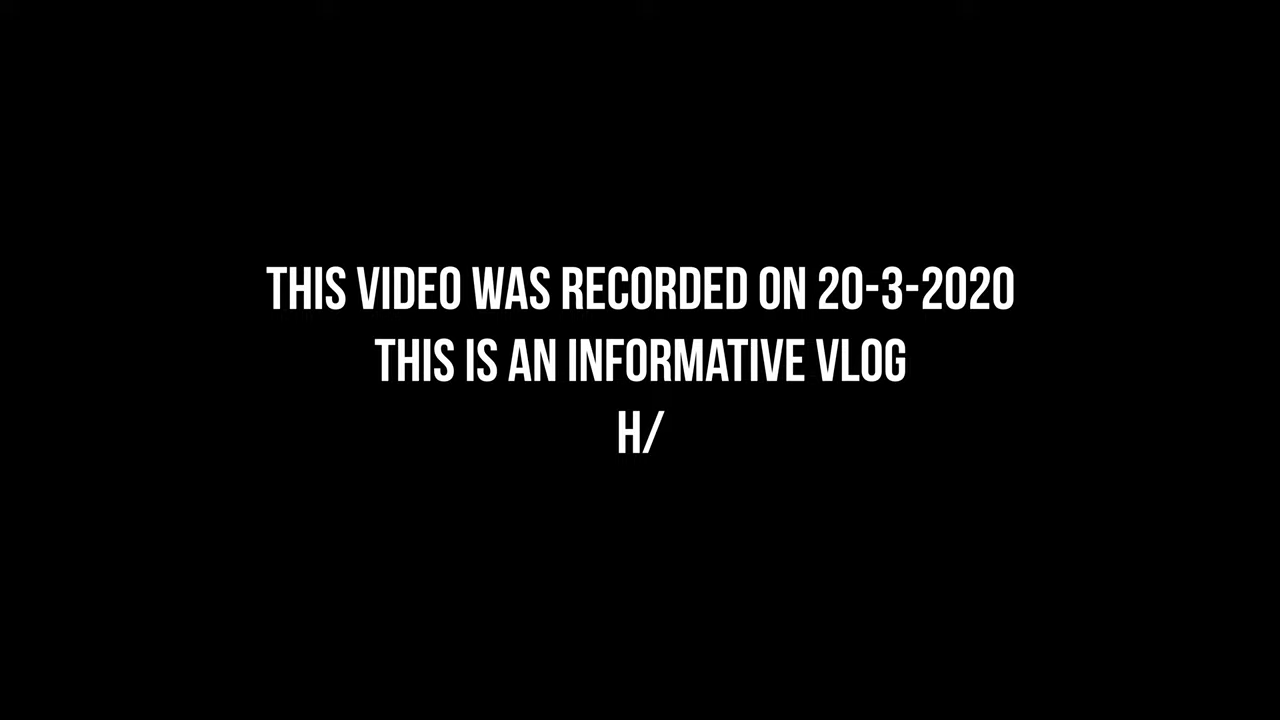 THIS VIDEO WAS RECORDED ON 20-3-2020
THIS IS AN INFORMATIVE VLOG
H/